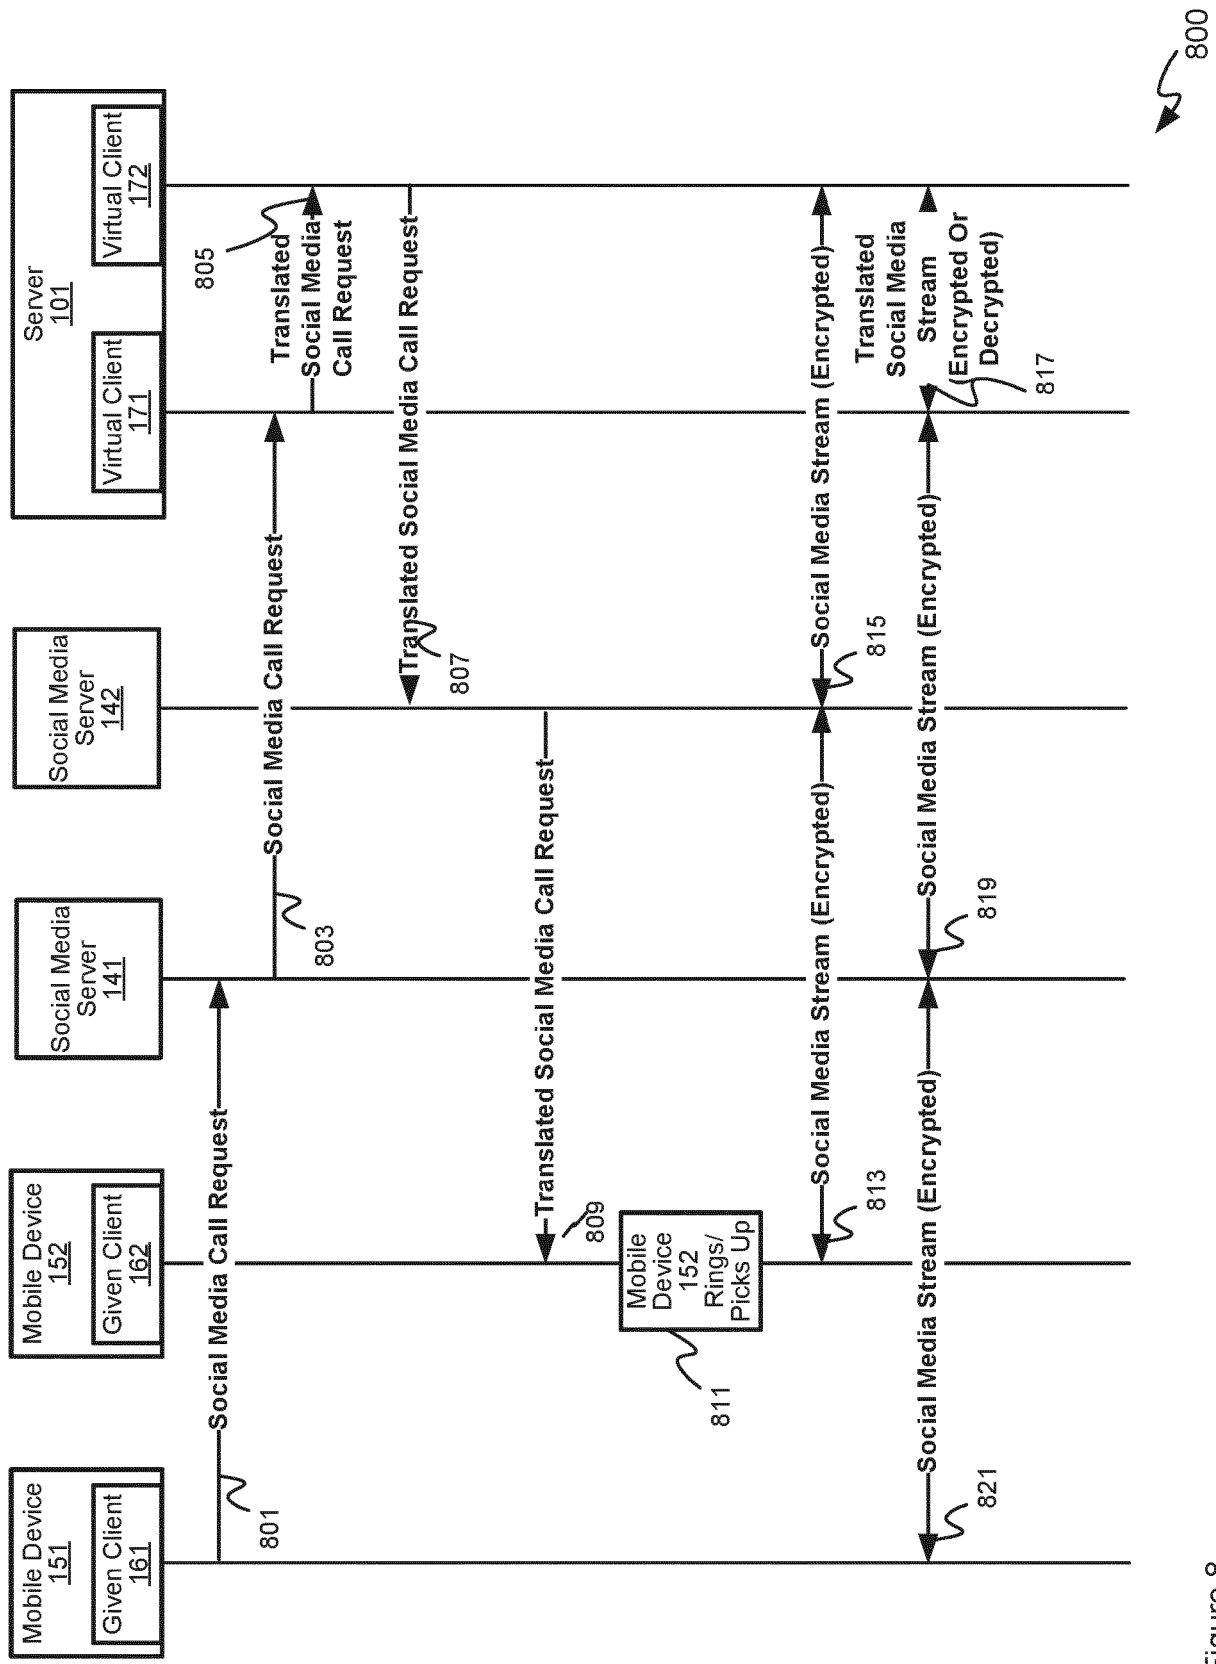 Mobile Device
151
Given Client
161
Mobile Device
152
Given Client
162
Social Media
Server
141
Social Media
Server
142
Server
101
Virtual Client
171
Virtual Client
172
Social Media Call Request
801
Social Media Call Request
803
805
Translated
Social Media
Call Request
Translated Social Media Call Request
807
Translated Social Media Call Request
809
Mobile
Device
152
Rings/
Picks Up
811
Social Media Stream (Encrypted)
813
Social Media Stream (Encrypted)
815
Translated
Social Media
Stream
(Encrypted Or
Decrypted)
817
Social Media Stream (Encrypted)
819
Social Media Stream (Encrypted)
821
800
Figure 8